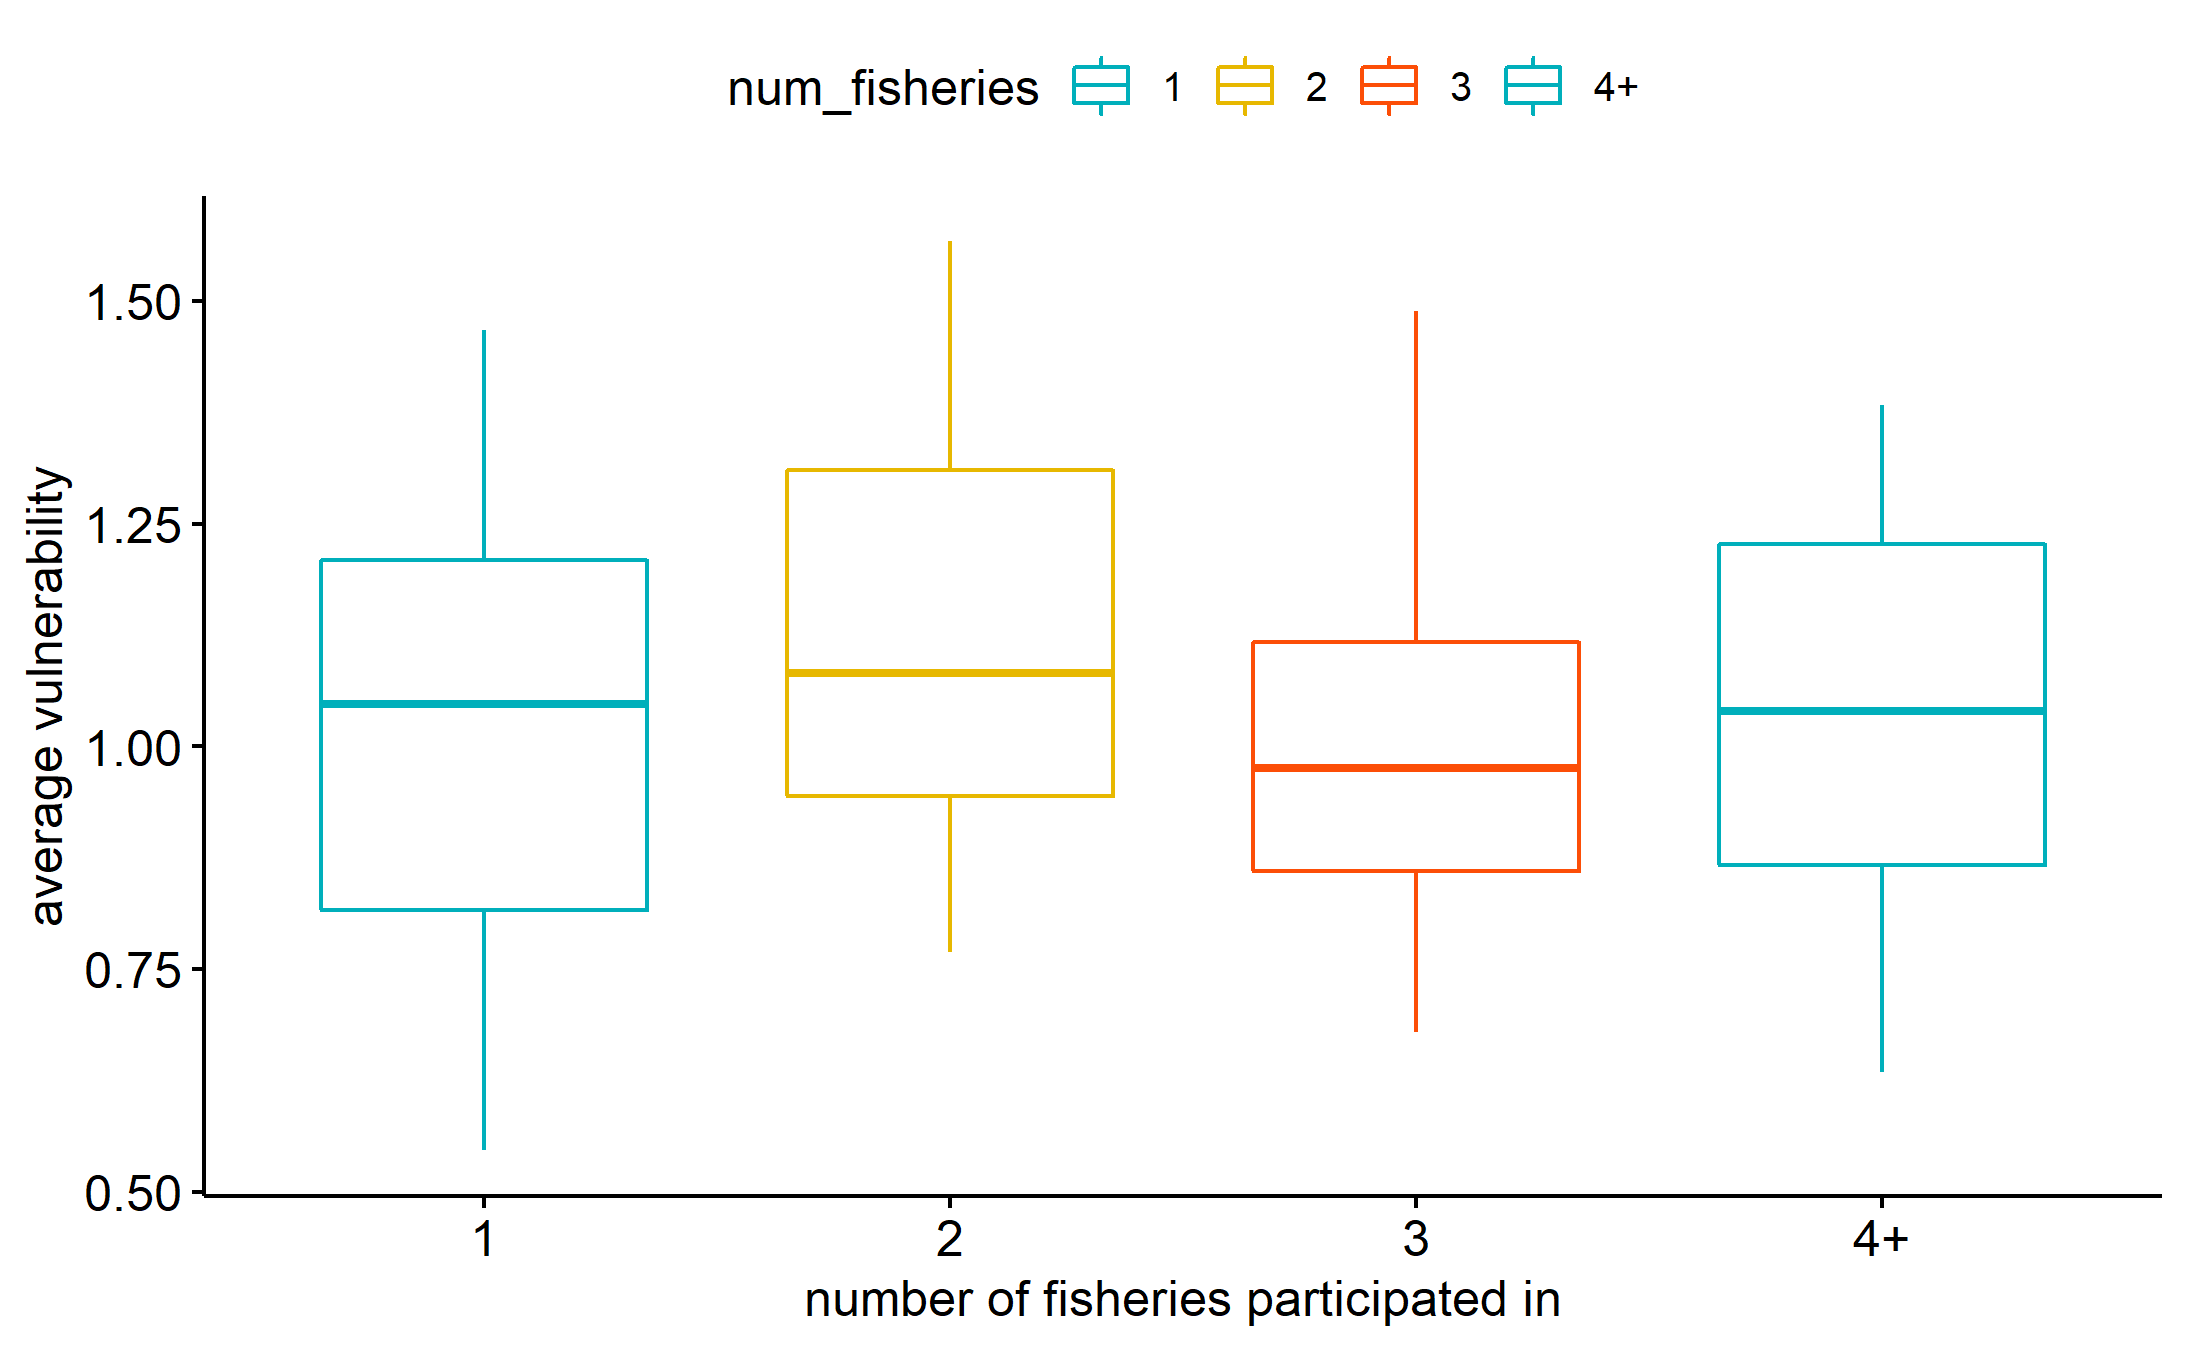 num_fisheries 1 2 3 4+
average vulnerability
1.50
1.25
1.00
0.75
0.50
1 2 3 4+
number of fisheries participated in